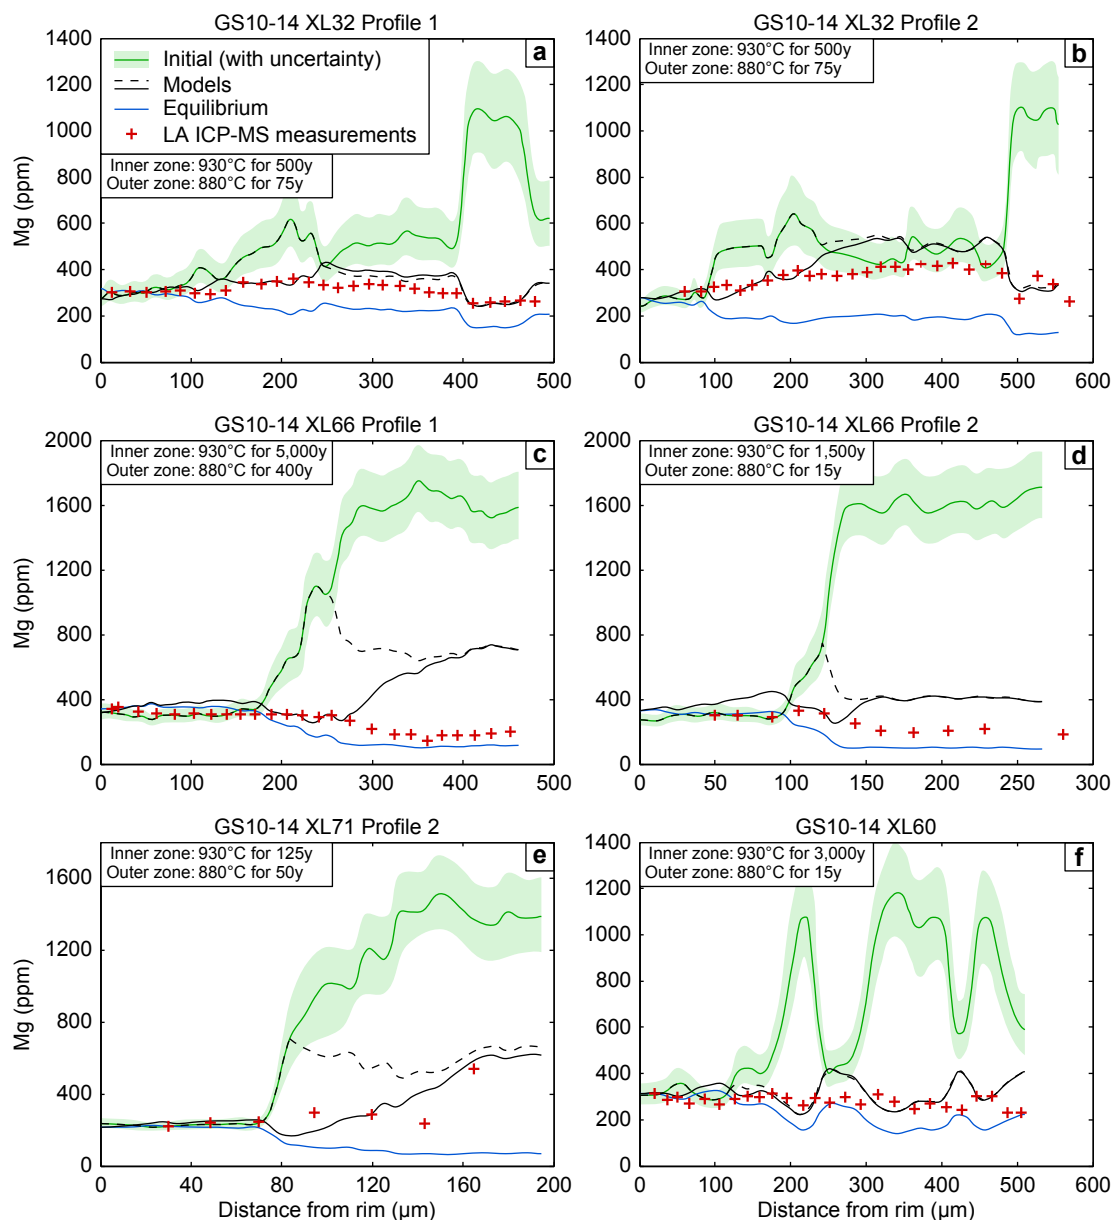 GS10-14 XL32 Profile 1
a
Initial (with uncertainty)
Models
Equilibrium
LA ICP-MS measurements
Inner zone: 930°C for 500y
Outer zone: 880°C for 75y
Mg (ppm)
1400
1200
1000
800
600
400
200
0
0 100 200 300 400 500
GS10-14 XL32 Profile 2
b
Inner zone: 930°C for 500y
Outer zone: 880°C for 75y
1400
1200
1000
800
600
400
200
0
0 100 200 300 400 500 600
GS10-14 XL66 Profile 1
c
Inner zone: 930°C for 5,000y
Outer zone: 880°C for 400y
Mg (ppm)
2000
1600
1200
800
400
0
0 100 200 300 400 500
GS10-14 XL66 Profile 2
d
Inner zone: 930°C for 1,500y
Outer zone: 880°C for 15y
2000
1600
1200
800
400
0
0 50 100 150 200 250 300
GS10-14 XL71 Profile 2
e
Inner zone: 930°C for 125y
Outer zone: 880°C for 50y
Mg (ppm)
1600
1200
800
400
0
0 40 80 120 160 200
Distance from rim (μm)
GS10-14 XL60
f
Inner zone: 930°C for 3,000y
Outer zone: 880°C for 15y
1400
1200
1000
800
600
400
200
0
0 100 200 300 400 500 600
Distance from rim (μm)